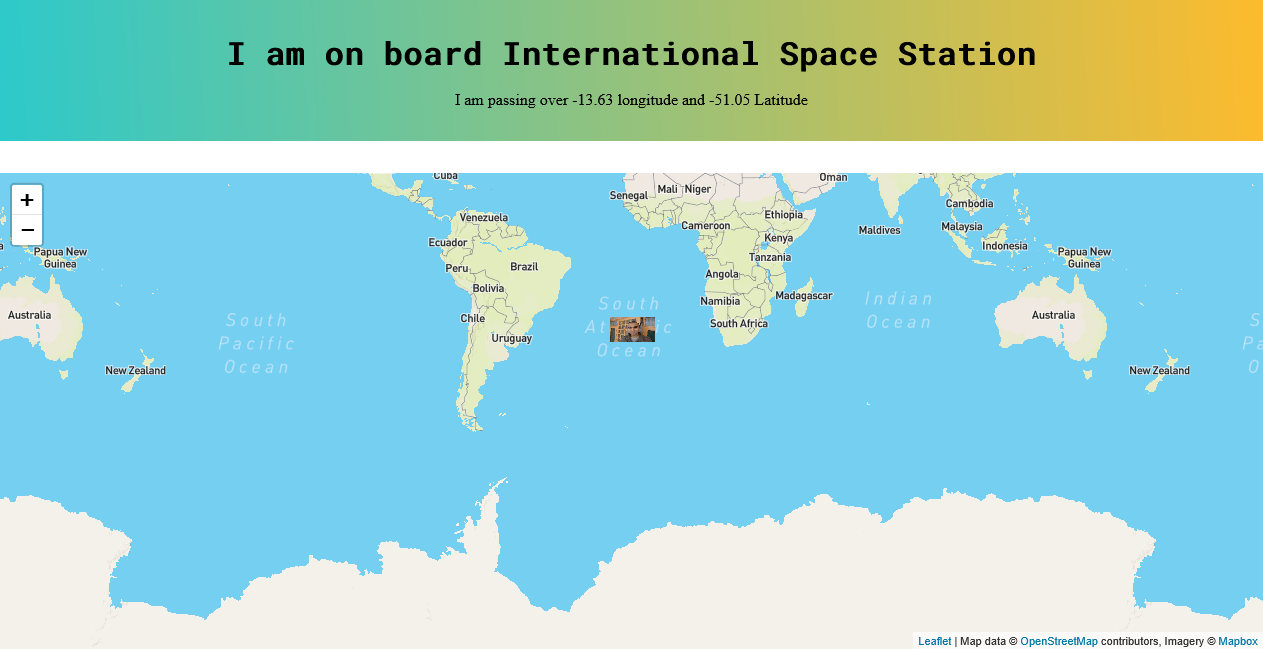 I am on board International Space Station
I am passing over -13.63 longitude and -51.05 Latitude
+
−
Cuba
Oman
Senegal
Mali
Niger
Venezuela
Cameroon
Ethiopia
Cambodia
Maldives
Malaysia
Ecuador
Kenya
Indonesia
Papua New
Guinea
Tanzania
Papua New
Guinea
Peru
Brazil
Angola
Bolivia
Namibia
Madagascar
South
Indian
Ocean
Australia
South
Pacific
Ocean
Chile
South Africa
Australia
Uruguay
Ocean
New Zealand
New Zealand
Leaflet | Map data © OpenStreetMap contributors, Imagery © Mapbox